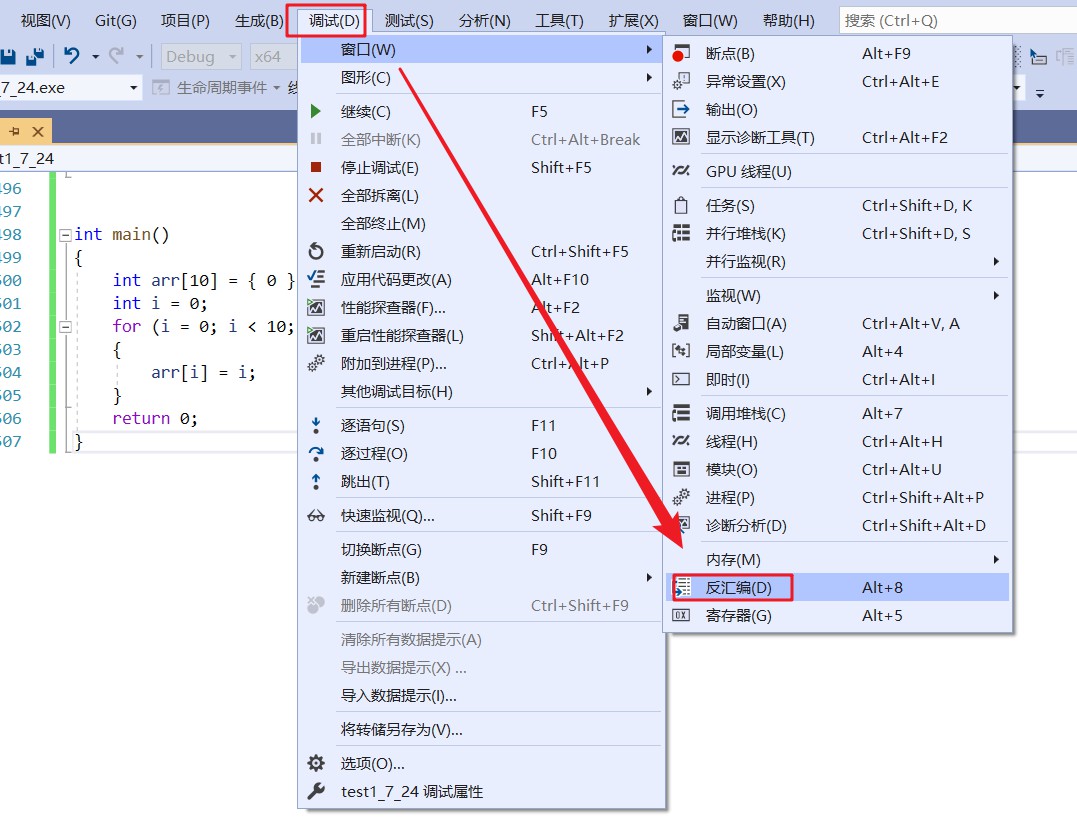 视图(V) Git(G) 项目(P) 生成(B) 调试(D) 测试(S) 分析(N) 工具(T) 扩展(X) 窗口(W) 帮助(H) 搜索 (Ctrl+Q)
Debug x64
7_24.exe 生命周期事件 线
t1_7_24
496
497
498 int main()
499 {
500 int arr[10] = { 0 }
501 int i = 0;
502 for (i = 0; i < 10;
503 {
504 arr[i] = i;
505 }
506 return 0;
507 }
窗口(W)
图形(C)
继续(C) F5
全部中断(K) Ctrl+Alt+Break
停止调试(E) Shift+F5
全部拆离(L)
全部终止(M)
重新启动(R) Ctrl+Shift+F5
应用代码更改(A) Alt+F10
性能探查器(F)... Alt+F2
重启性能探查器(L) Shift+Alt+F2
附加到进程(P)... Ctrl+Alt+P
其他调试目标(H)
逐语句(S) F11
逐过程(O) F10
跳出(T) Shift+F11
快速监视(Q)... Shift+F9
切换断点(G) F9
新建断点(B)
删除所有断点(D) Ctrl+Shift+F9
清除所有数据提示(A)
导出数据提示(X) ...
导入数据提示(I)...
将转储另存为(V)...
选项(O)...
test1_7_24 调试属性
断点(B) Alt+F9
异常设置(X) Ctrl+Alt+E
输出(O)
显示诊断工具(T) Ctrl+Alt+F2
GPU 线程(U)
任务(S) Ctrl+Shift+D, K
并行堆栈(K) Ctrl+Shift+D, S
并行监视(R)
监视(W)
自动窗口(A) Ctrl+Alt+V, A
局部变量(L) Alt+4
即时(I) Ctrl+Alt+I
调用堆栈(C) Alt+7
线程(H) Ctrl+Alt+H
模块(O) Ctrl+Alt+U
进程(P) Ctrl+Shift+Alt+P
诊断分析(D) Ctrl+Shift+Alt+D
内存(M)
反汇编(D) Alt+8
寄存器(G) Alt+5